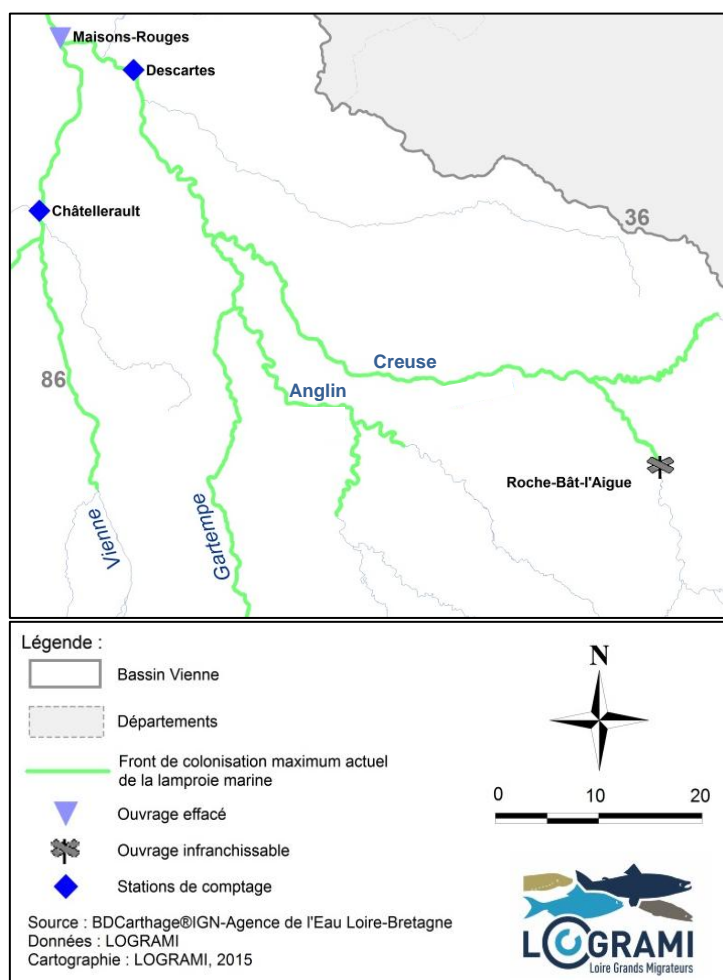 Maisons-Rouges
Descartes
Châtellerault
36
Creuse
86
Anglin
Roche-Bât-l'Aigue
Vienne
Gartempe
Légende :
Bassin Vienne
Départements
Front de colonisation maximum actuel
de la lamproie marine
Ouvrage effacé
Ouvrage infranchissable
Stations de comptage
Source : BDCarthage®IGN-Agence de l'Eau Loire-Bretagne
Données : LOGRAMI
Cartographie : LOGRAMI, 2015
N
0 10 20
LOGRAMI
Loire Grands Migrateurs